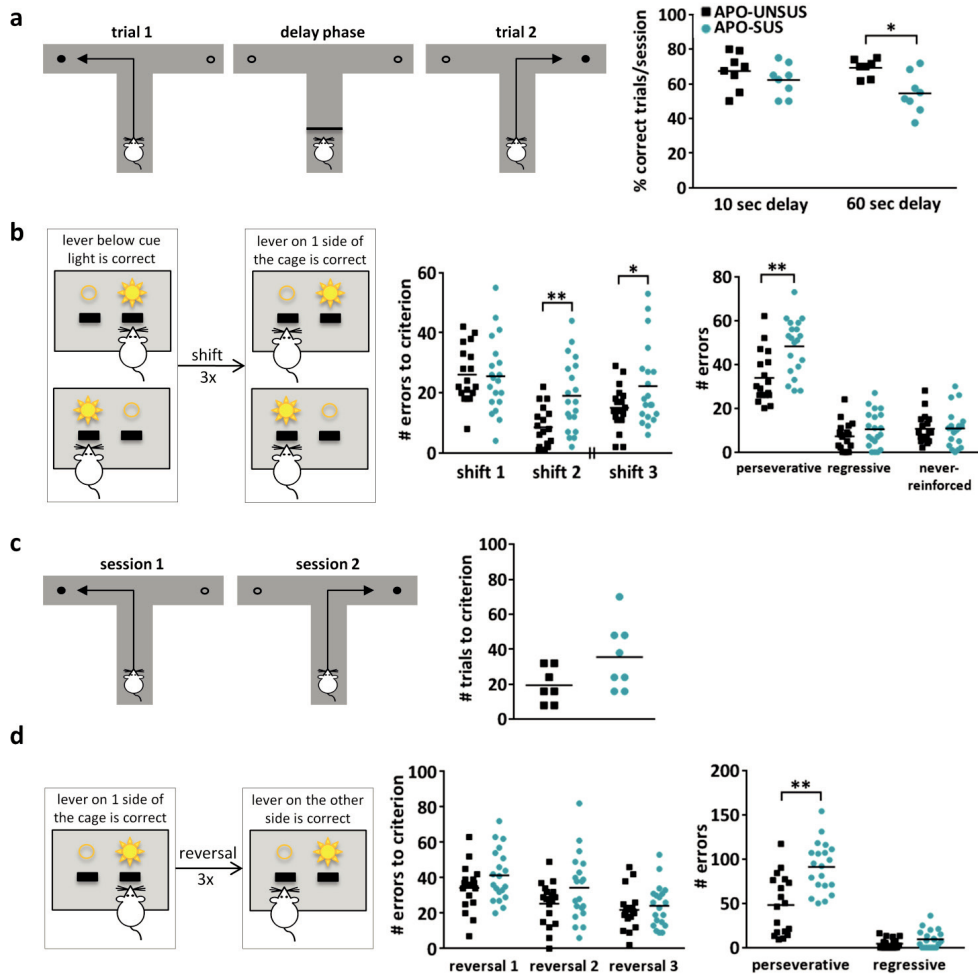 a
trial 1
delay phase
trial 2
■ APO-UNSUS
● APO-SUS
% correct trials/session
100
80
60
40
20
0
*
10 sec delay
60 sec delay
b
lever below cue
light is correct
shift
3x
lever on 1 side of
the cage is correct
# errors to criterion
60
40
20
0
**
*
shift 1
shift 2
shift 3
# errors
80
60
40
20
0
**
perseverative
regressive
never-
reinforced
c
session 1
session 2
# trials to criterion
100
80
60
40
20
0
d
lever on 1 side of
the cage is correct
reversal
3x
lever on the other
side is correct
# errors to criterion
100
80
60
40
20
0
reversal 1
reversal 2
reversal 3
# errors
200
150
100
50
0
**
perseverative
regressive